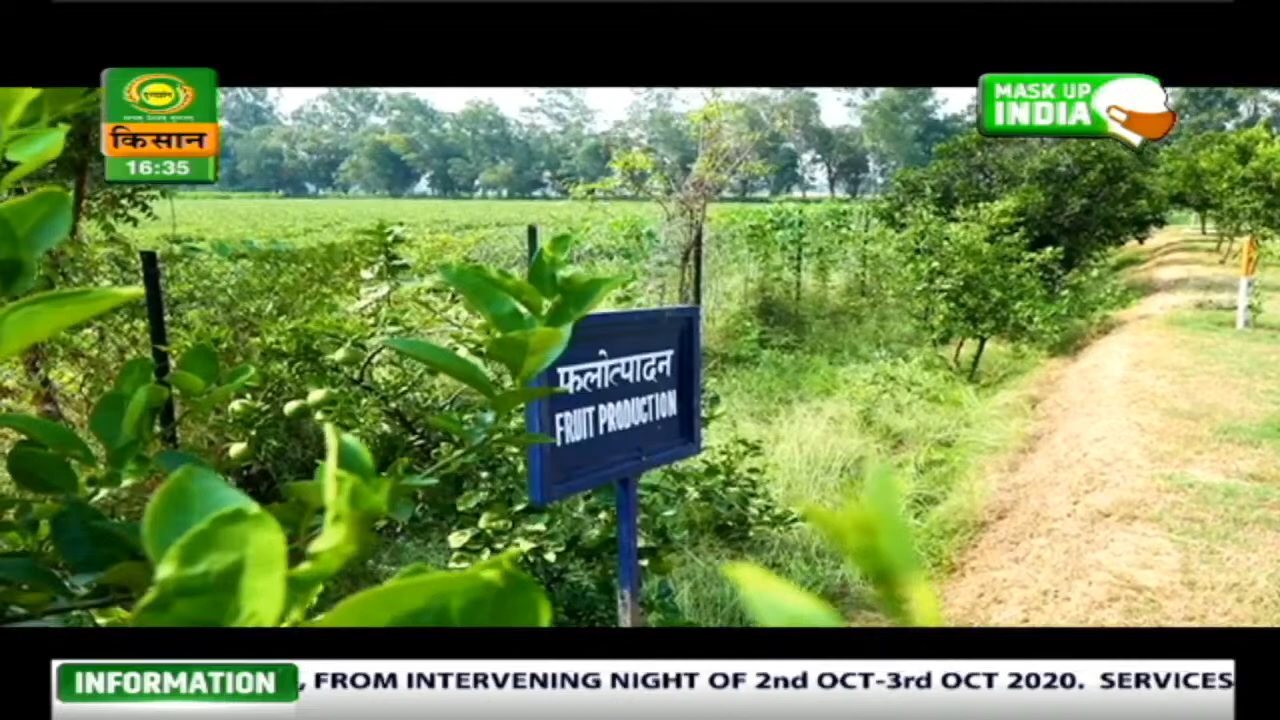 किसान
16:35
MASK UP
INDIA
फलोत्पादन
FRUIT PRODUCTION
INFORMATION , FROM INTERVENING NIGHT OF 2nd OCT-3rd OCT 2020. SERVICES